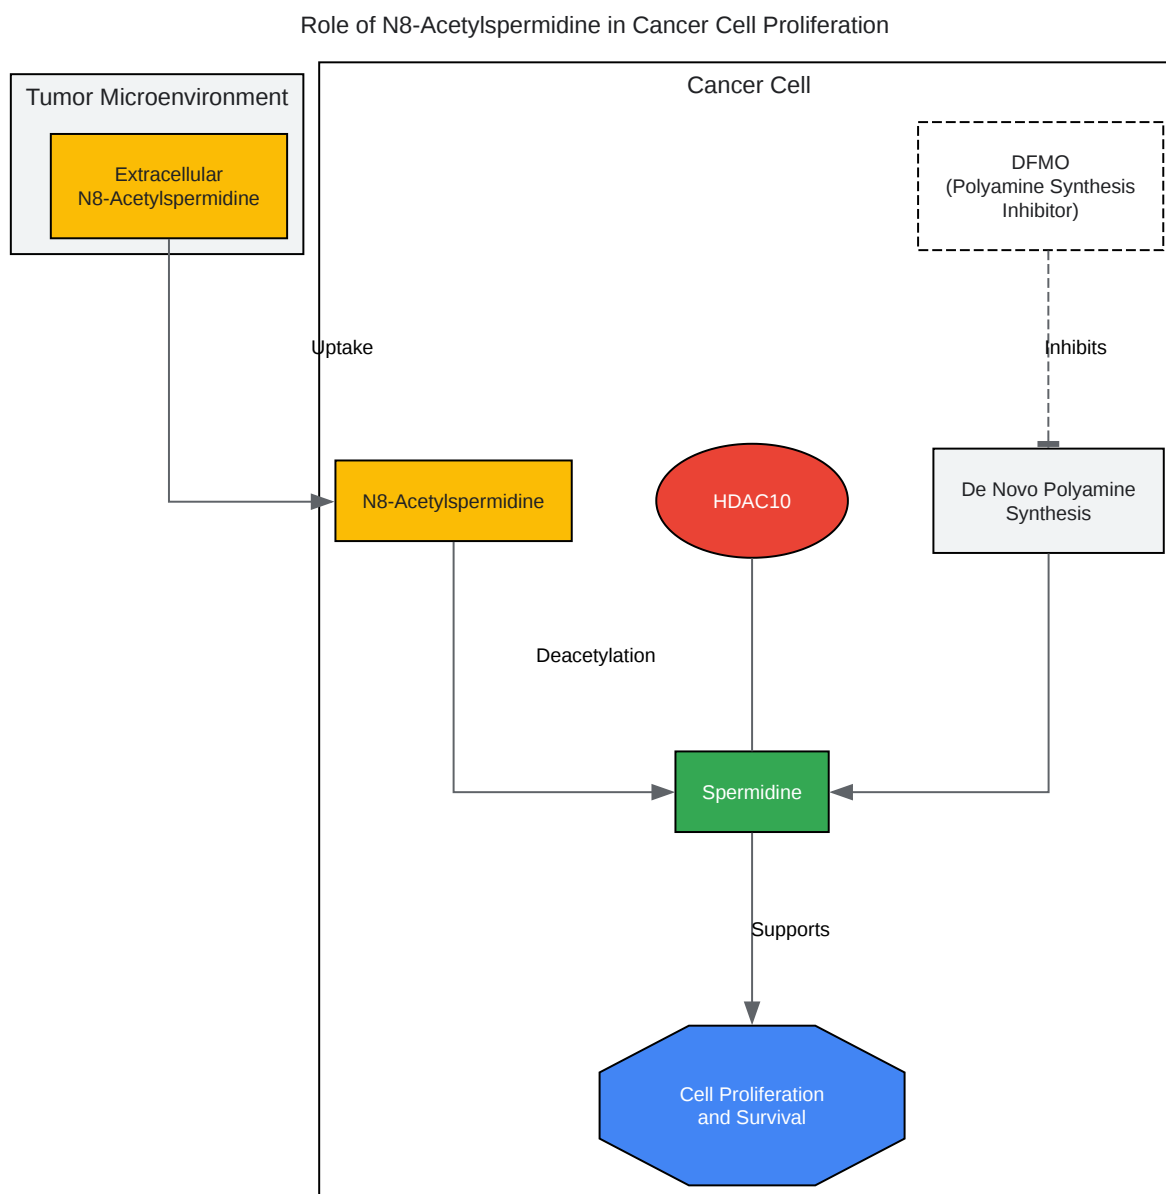 Role of N8-Acetylspermidine in Cancer Cell Proliferation
Tumor Microenvironment
Cancer Cell
Extracellular
N8-Acetylspermidine
DFMO
(Polyamine Synthesis
Inhibitor)
Uptake
Inhibits
N8-Acetylspermidine
HDAC10
De Novo Polyamine
Synthesis
Deacetylation
Spermidine
Supports
Cell Proliferation
and Survival